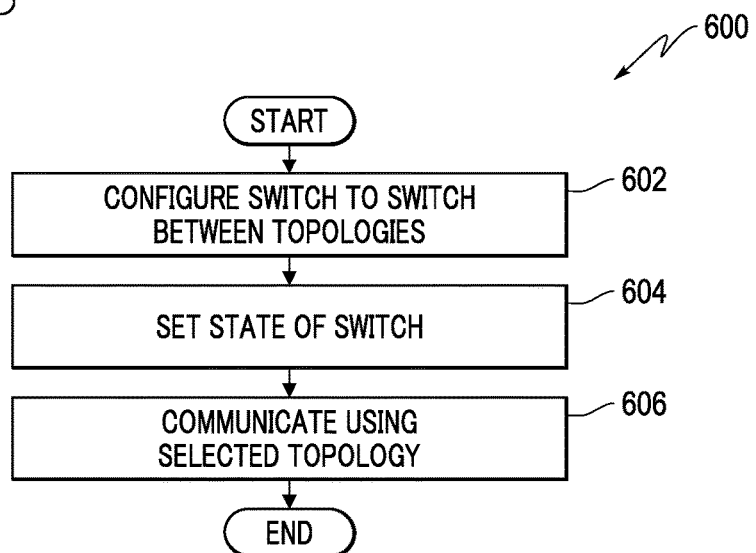 600
START
CONFIGURE SWITCH TO SWITCH
BETWEEN TOPOLOGIES
602
SET STATE OF SWITCH
604
COMMUNICATE USING
SELECTED TOPOLOGY
606
END